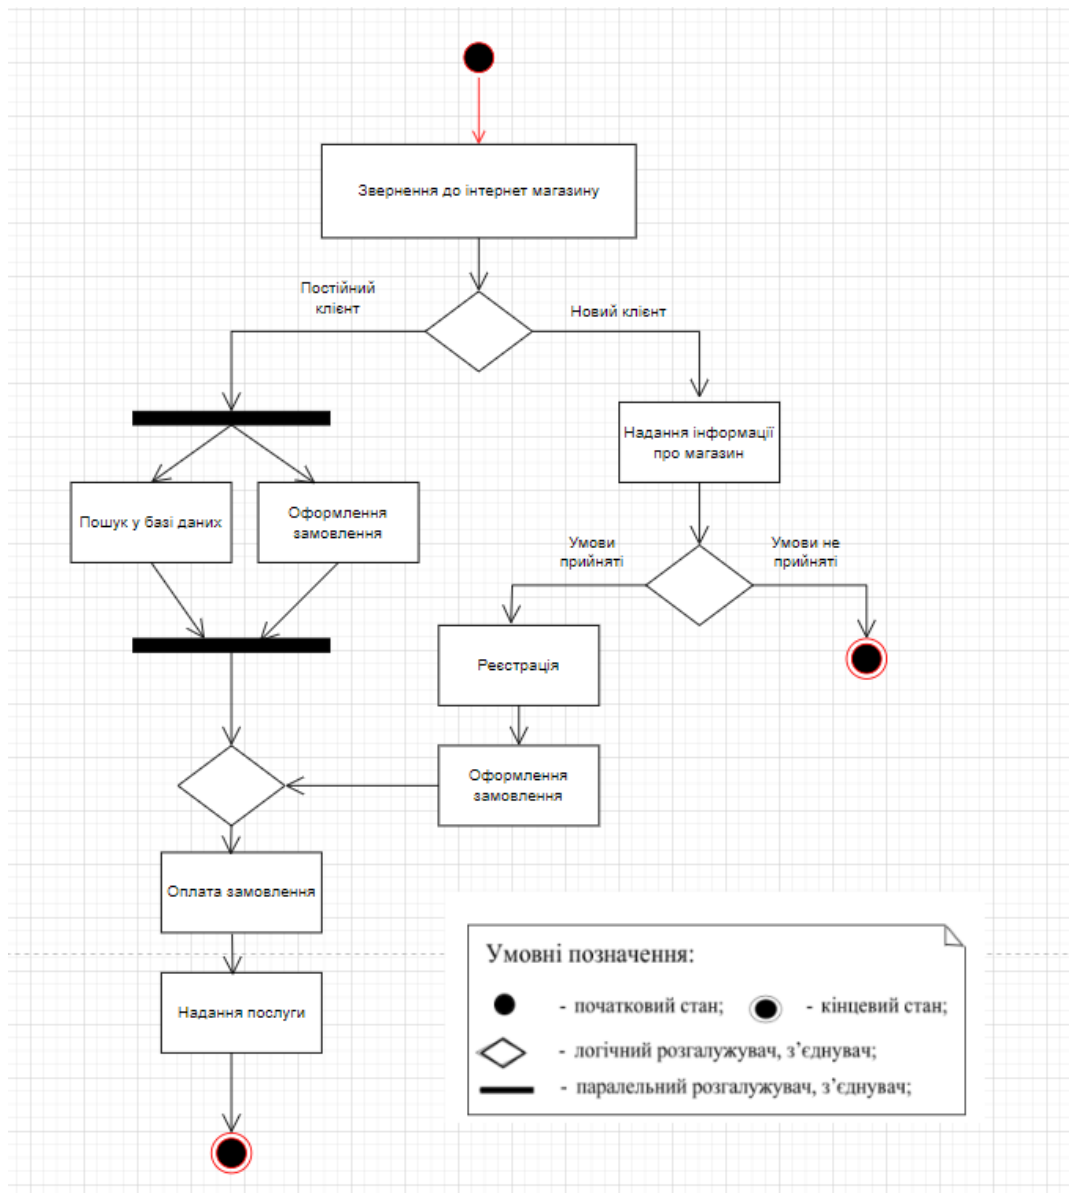 Звернення до інтернет магазину
Постійний
клієнт
Новий клієнт
Надання інформації
про магазин
Пошук у базі даних
Оформлення
замовлення
Умови
прийняті
Умови не
прийняті
Реєстрація
Оформлення
замовлення
Оплата замовлення
Надання послуги
Умовні позначення:
- початковий стан; - кінцевий стан;
- логічний розгалужувач, з’єднувач;
- паралельний розгалужувач, з’єднувач;